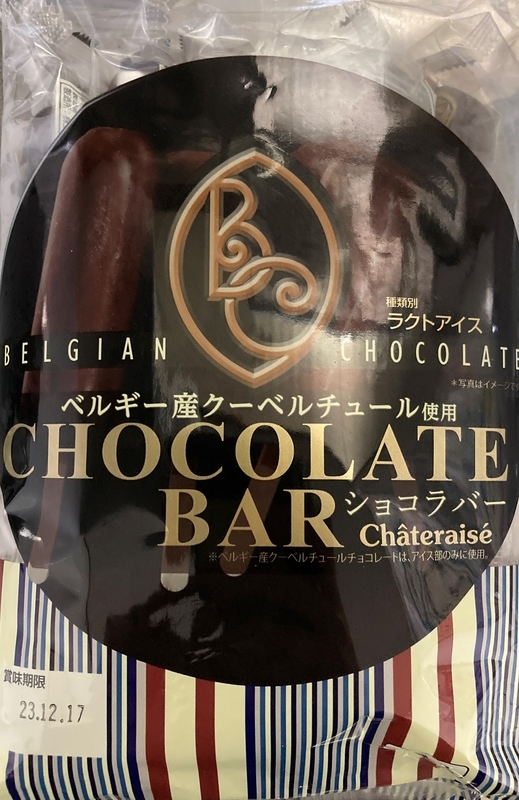 BC
種類別
ラクトアイス
BELGIAN CHOCOLATE
＊写真はイメージです
ベルギー産クーベルチュール使用
CHOCOLATE
BAR ショコラバー
Châteraisé
※ベルギー産クーベルチュールチョコレートは、アイス部のみに使用。
賞味期限
23.12.17